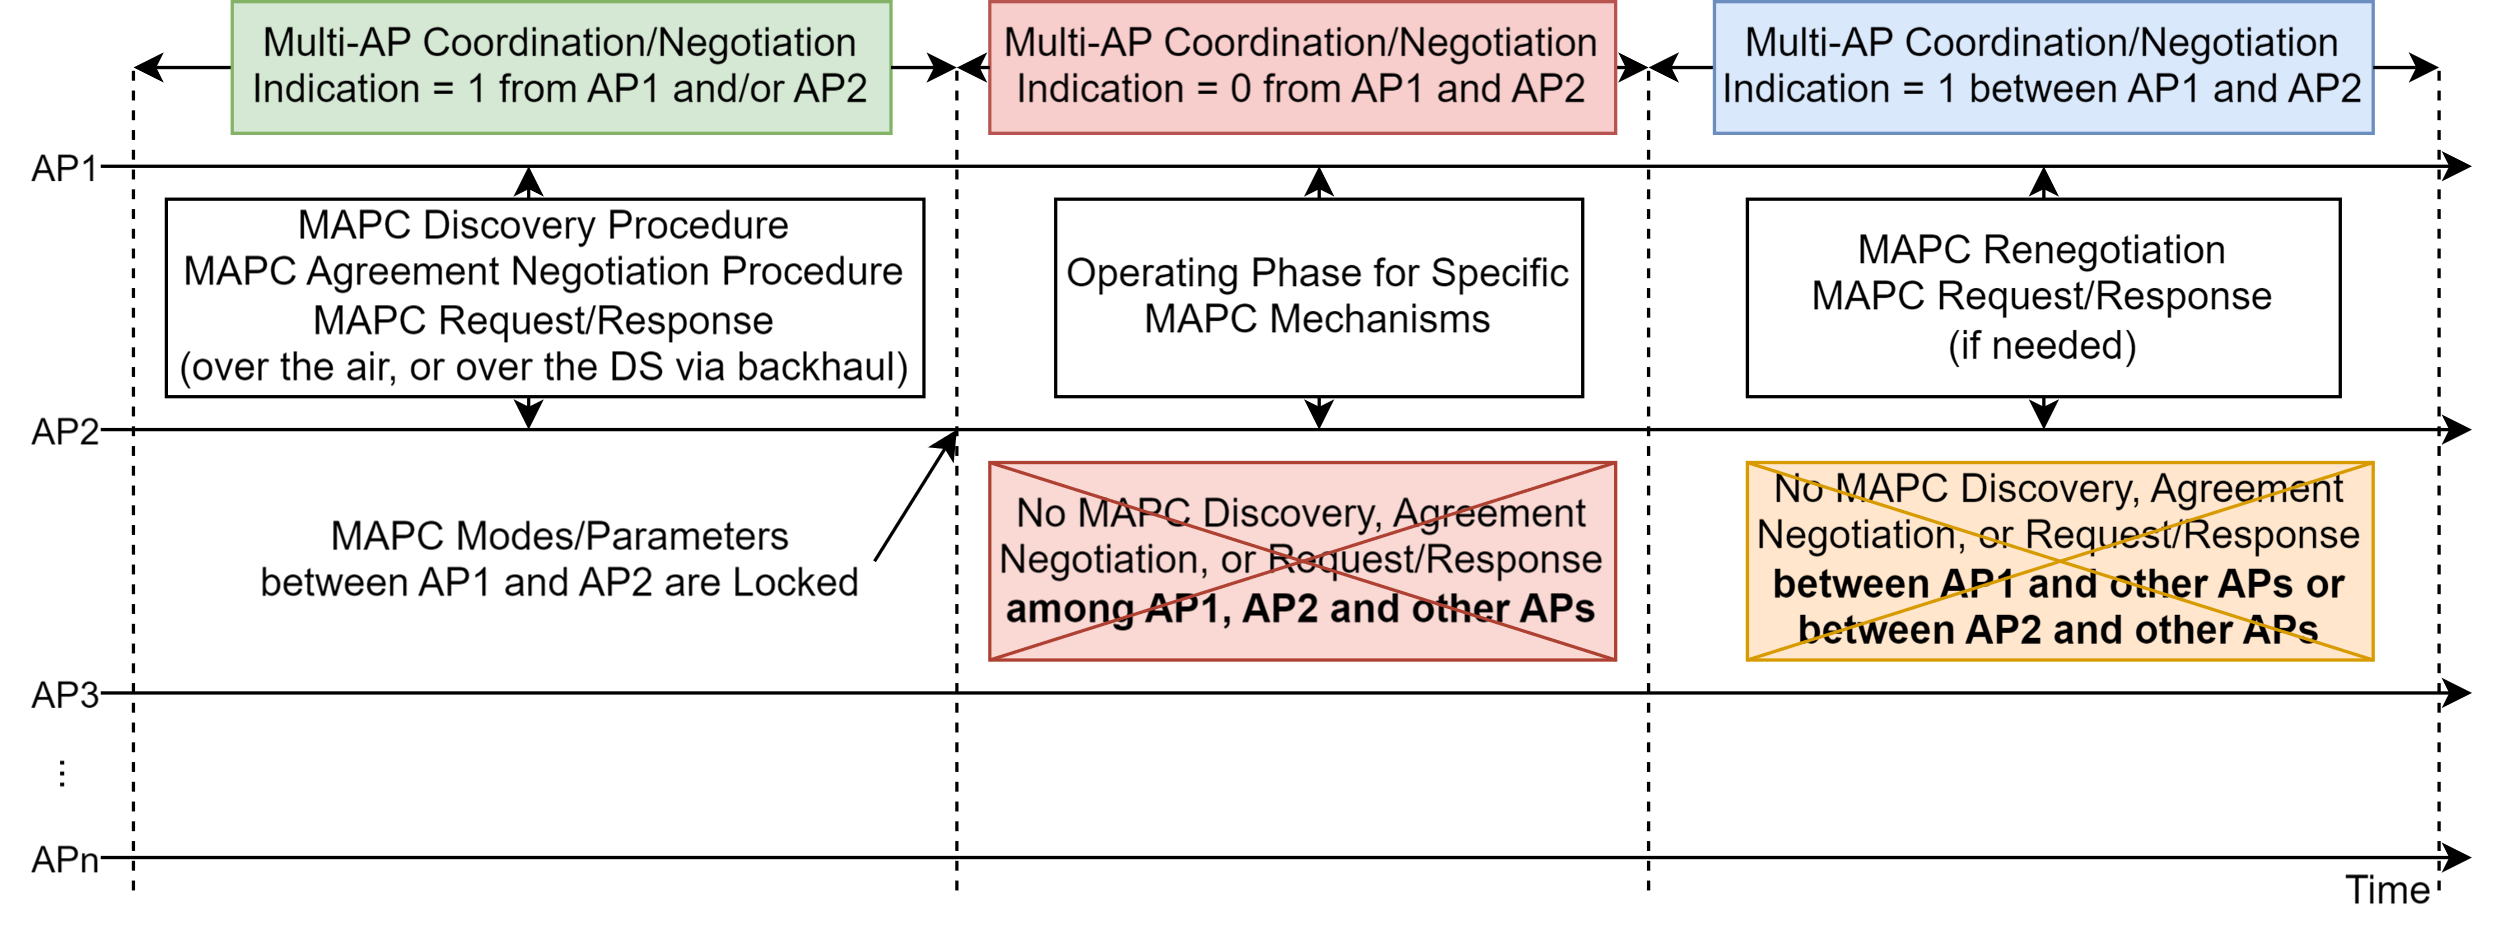 Multi-AP Coordination/Negotiation
Indication = 1 from AP1 and/or AP2
Multi-AP Coordination/Negotiation
Indication = 0 from AP1 and AP2
Multi-AP Coordination/Negotiation
Indication = 1 between AP1 and AP2
AP1
MAPC Discovery Procedure
MAPC Agreement Negotiation Procedure
MAPC Request/Response
(over the air, or over the DS via backhaul)
Operating Phase for Specific
MAPC Mechanisms
MAPC Renegotiation
MAPC Request/Response
(if needed)
AP2
MAPC Modes/Parameters
between AP1 and AP2 are Locked
No MAPC Discovery, Agreement
Negotiation, or Request/Response
among AP1, AP2 and other APs
No MAPC Discovery, Agreement
Negotiation, or Request/Response
between AP1 and other APs or
between AP2 and other APs
AP3
...
APn
Time